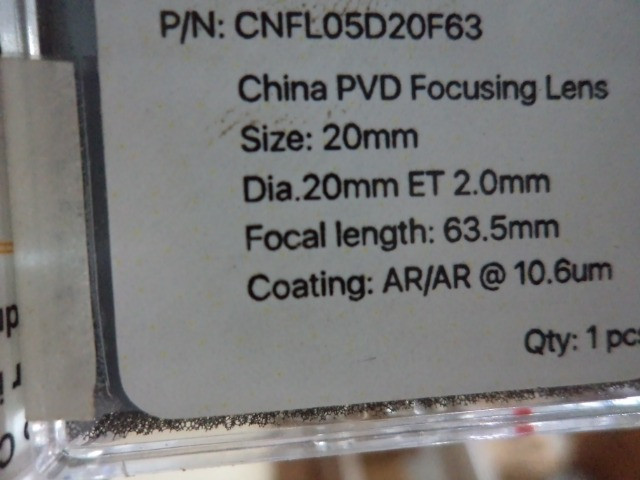 P/N: CNFL05D20F63
China PVD Focusing Lens
Size: 20mm
Dia.20mm ET 2.0mm
Focal length: 63.5mm
Coating: AR/AR @ 10.6um
Qty: 1 pcs